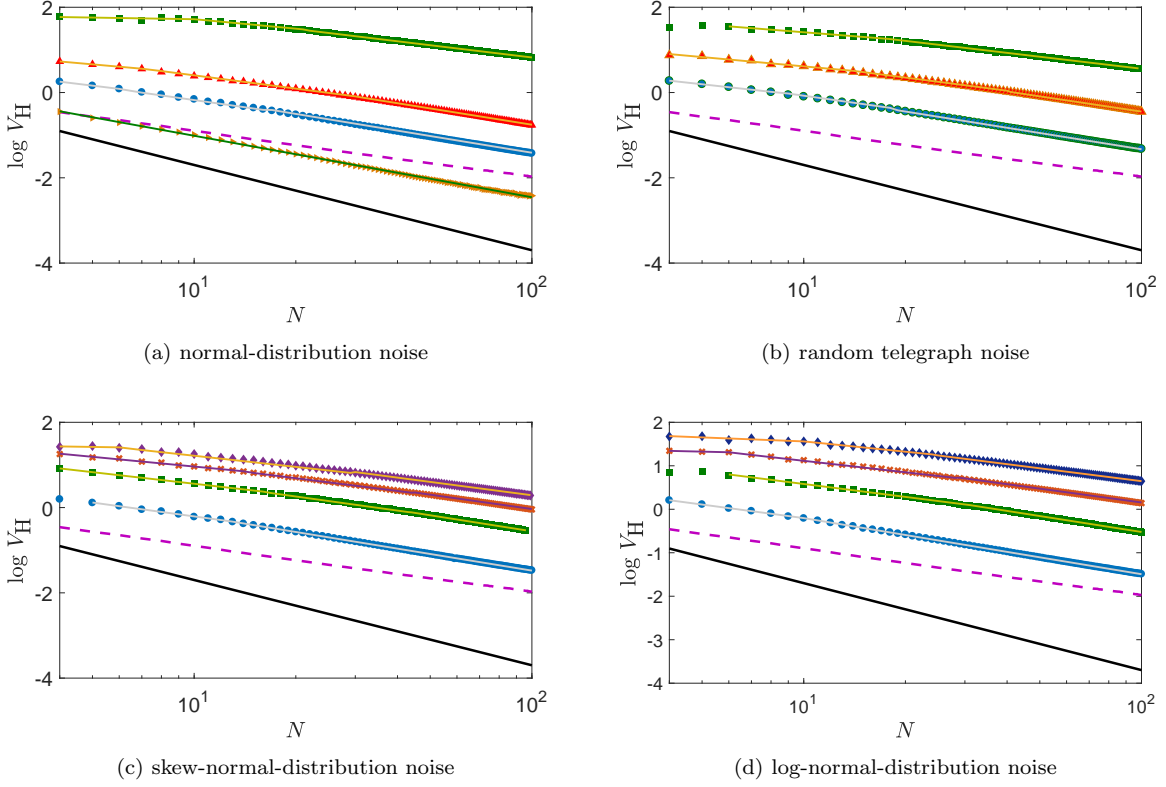 2
0
-2
-4
log V_H
10^1
10^2
N
(a) normal-distribution noise
2
0
-2
-4
log V_H
10^1
10^2
N
(b) random telegraph noise
2
0
-2
-4
log V_H
10^1
10^2
N
(c) skew-normal-distribution noise
2
1
0
-1
-2
-3
-4
log V_H
10^1
10^2
N
(d) log-normal-distribution noise